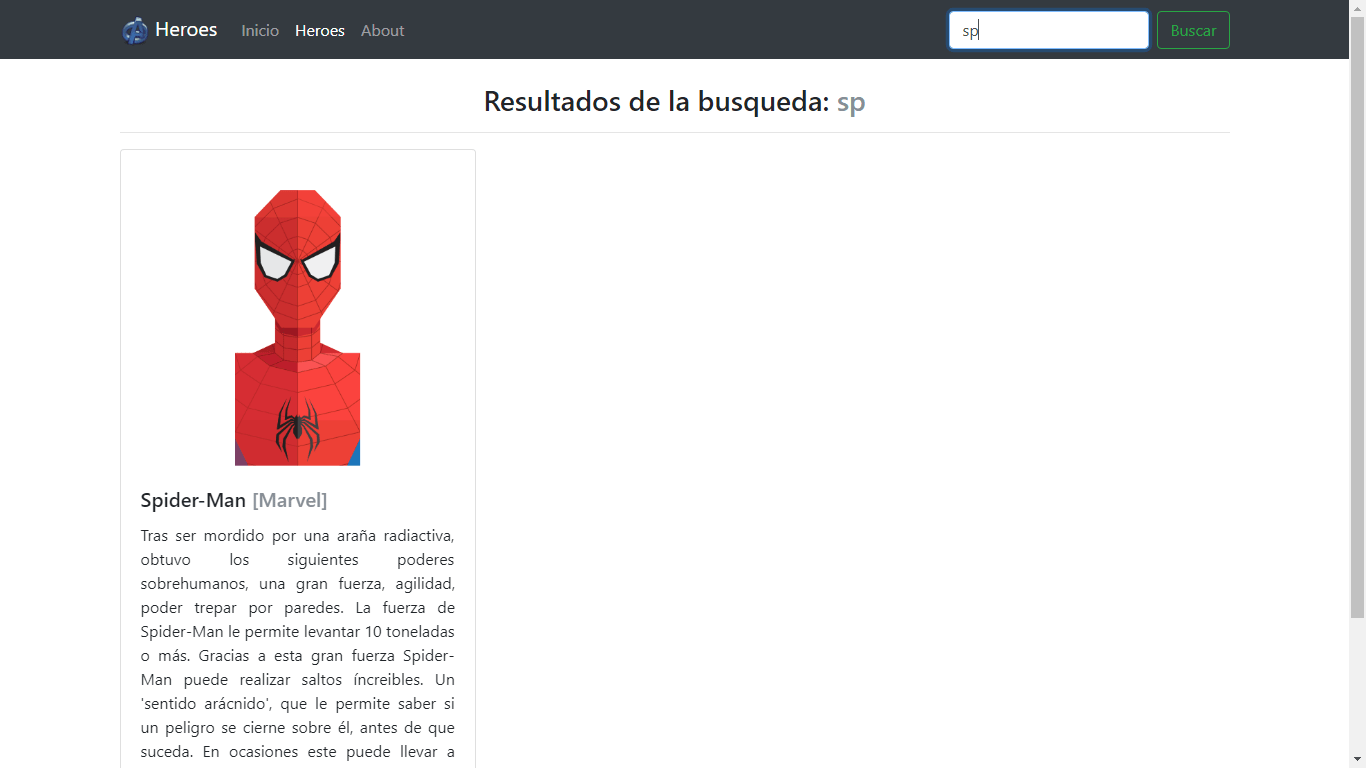 Heroes Inicio Heroes About sp Buscar
Resultados de la busqueda: sp
Spider-Man [Marvel]
Tras ser mordido por una araña radiactiva,
obtuvo los siguientes poderes
sobrehumanos, una gran fuerza, agilidad,
poder trepar por paredes. La fuerza de
Spider-Man le permite levantar 10 toneladas
o más. Gracias a esta gran fuerza Spider-
Man puede realizar saltos íncreibles. Un
'sentido arácnido', que le permite saber si
un peligro se cierne sobre él, antes de que
suceda. En ocasiones este puede llevar a